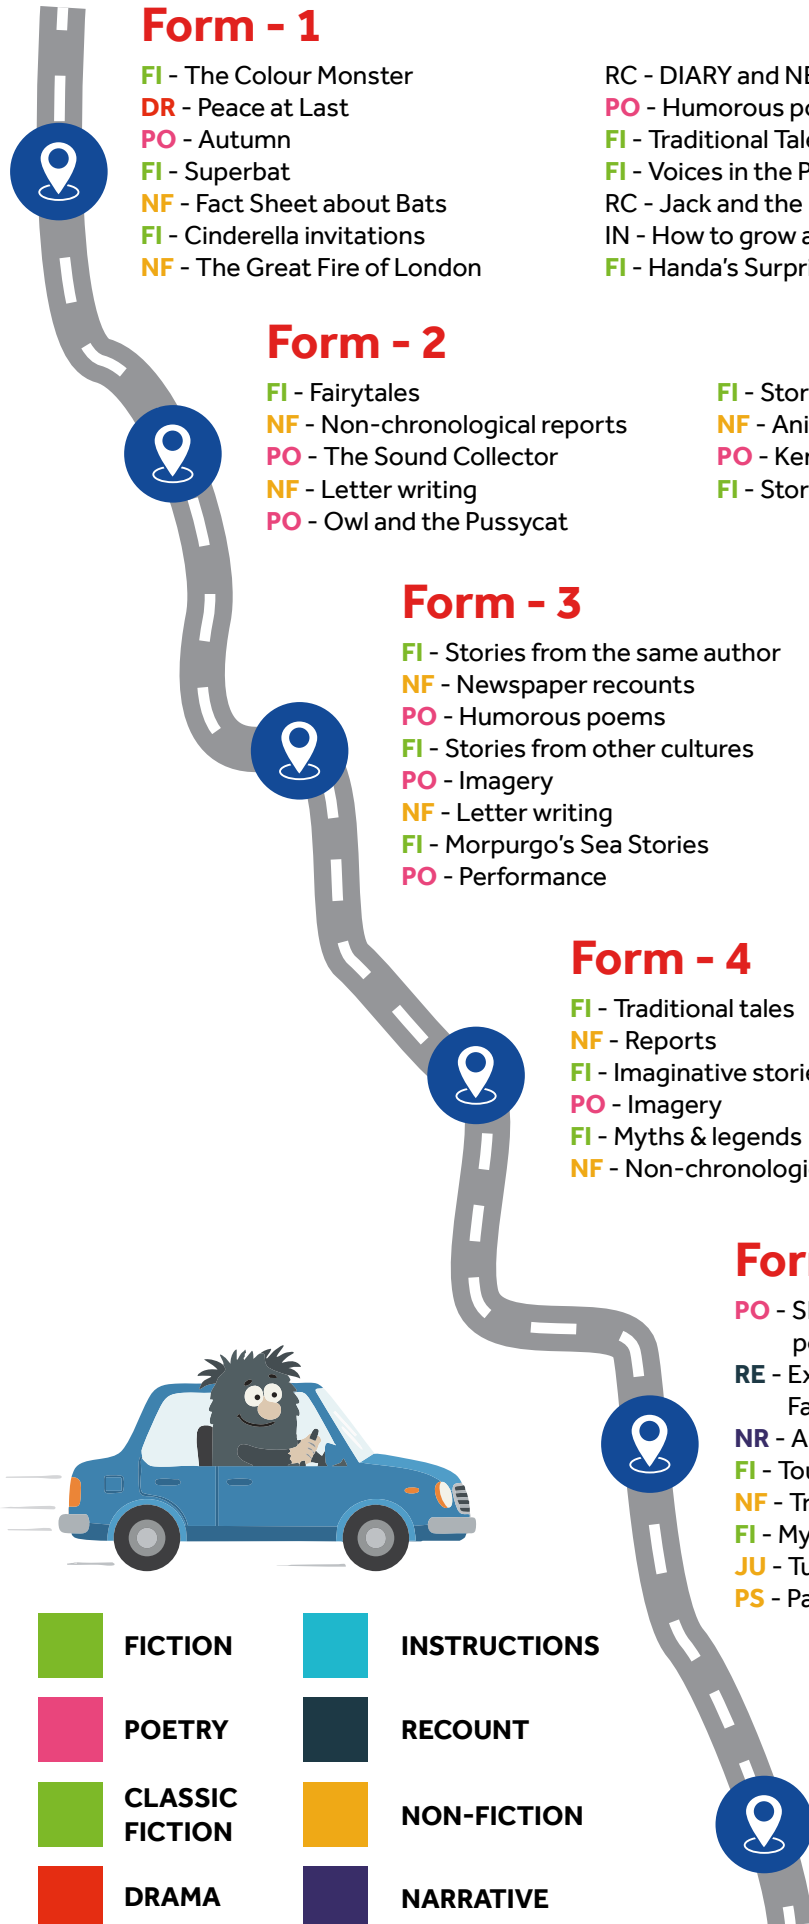 Form - 1
FI - The Colour Monster
DR - Peace at Last
PO - Autumn
FI - Superbat
NF - Fact Sheet about Bats
FI - Cinderella invitations
NF - The Great Fire of London
RC - DIARY and
PO - Humorous
FI - Traditional
FI - Voices in the
RC - Jack and the
IN - How to grow
FI - Handa's
Form - 2
FI - Fairytales
NF - Non-chronological reports
PO - The Sound Collector
NF - Letter writing
PO - Owl and the Pussycat
FI -
NF -
PO -
FI -
Form - 3
FI - Stories from the same author
NF - Newspaper recounts
PO - Humorous poems
FI - Stories from other cultures
PO - Imagery
NF - Letter writing
FI - Morpurgo's Sea Stories
PO - Performance
Form - 4
FI - Traditional tales
NF - Reports
FI - Imaginative
PO - Imagery
FI - Myths & legends
NF -
PO -
RE -
NR -
FI -
NF -
FI -
JU -
PS -
FICTION
INSTRUCTIONS
POETRY
RECOUNT
CLASSIC
FICTION
NON-FICTION
DRAMA
NARRATIVE